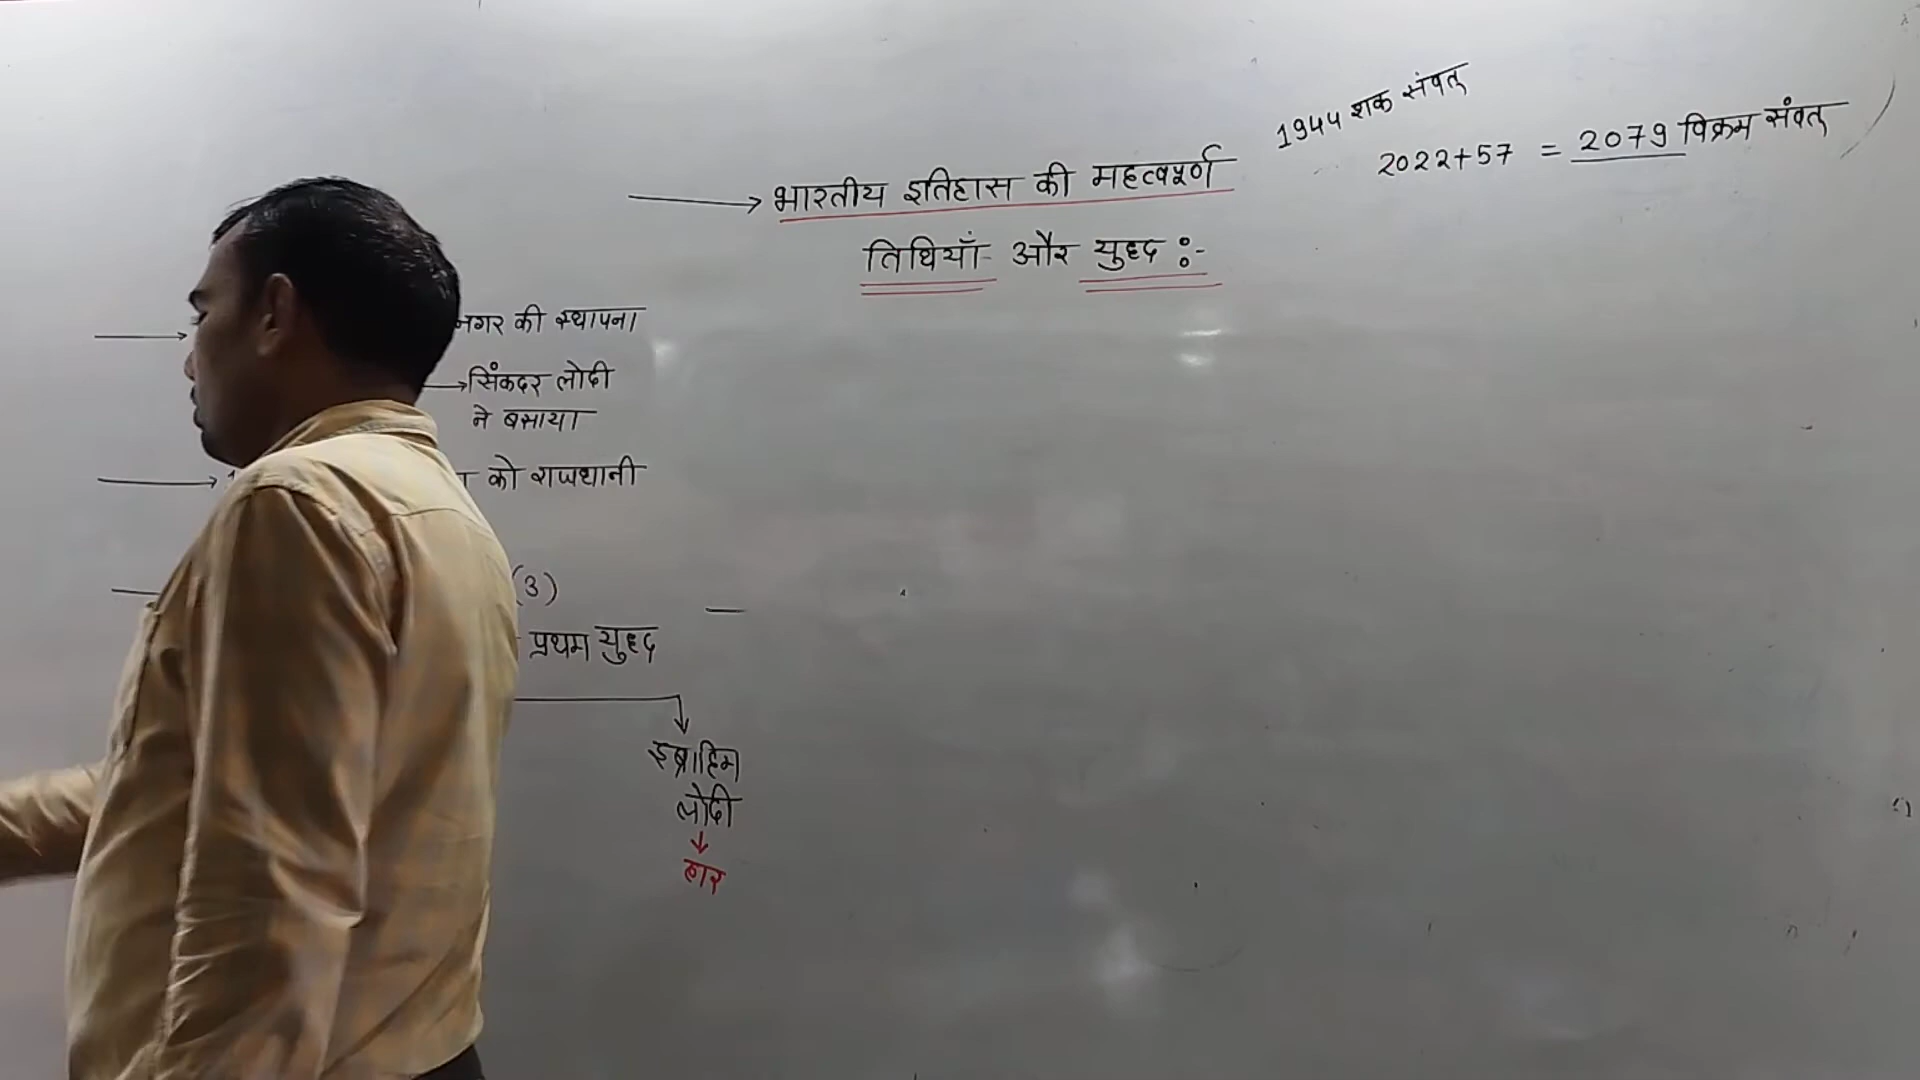 1944 शक संवत्
2022+57 = 2079 विक्रम संवत्
भारतीय इतिहास की महत्वपूर्ण
तिथियाँ और युद्ध :-
नगर की स्थापना
सिंकदर लोदी
ने बसाया
को राजधानी
(3)
प्रथम युद्ध
इब्राहिम
लोदी
हार